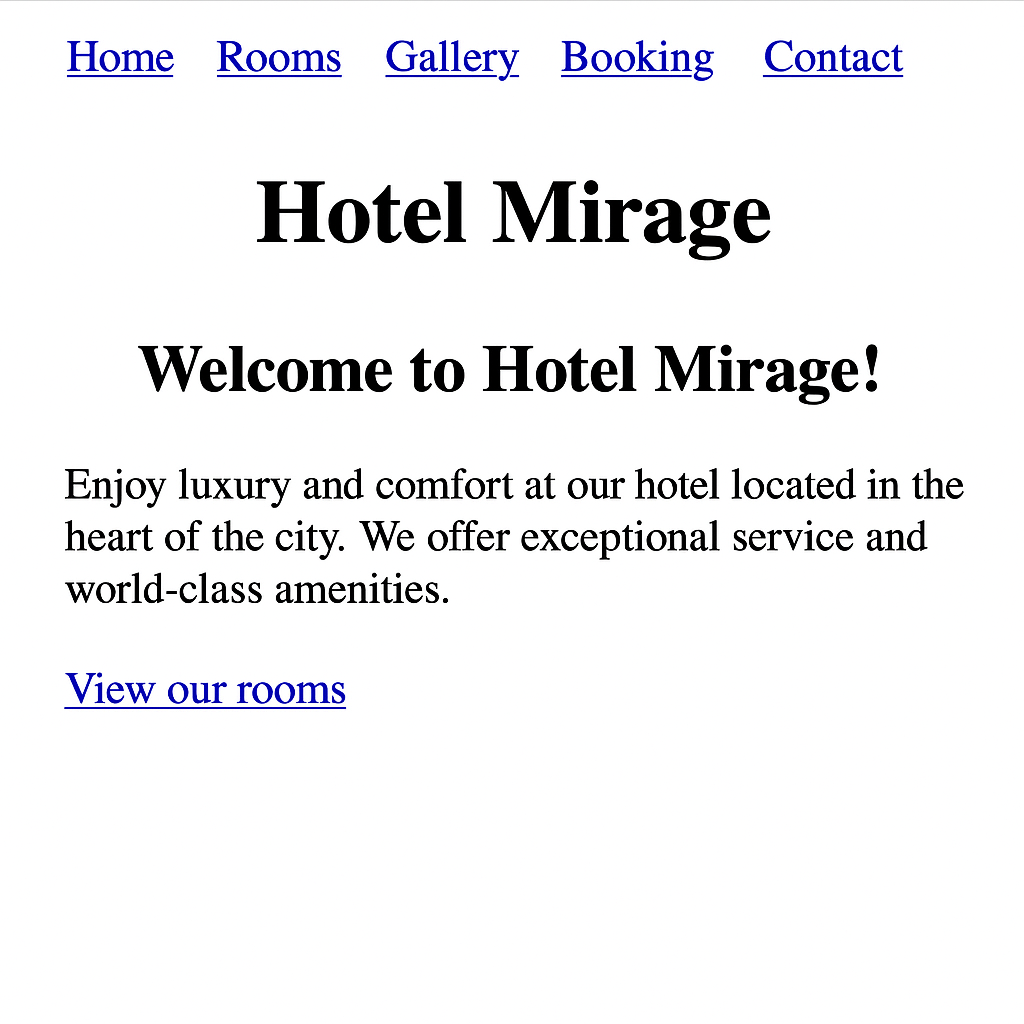 Home Rooms Gallery Booking Contact
Hotel Mirage
Welcome to Hotel Mirage!
Enjoy luxury and comfort at our hotel located in the
heart of the city. We offer exceptional service and
world-class amenities.
View our rooms